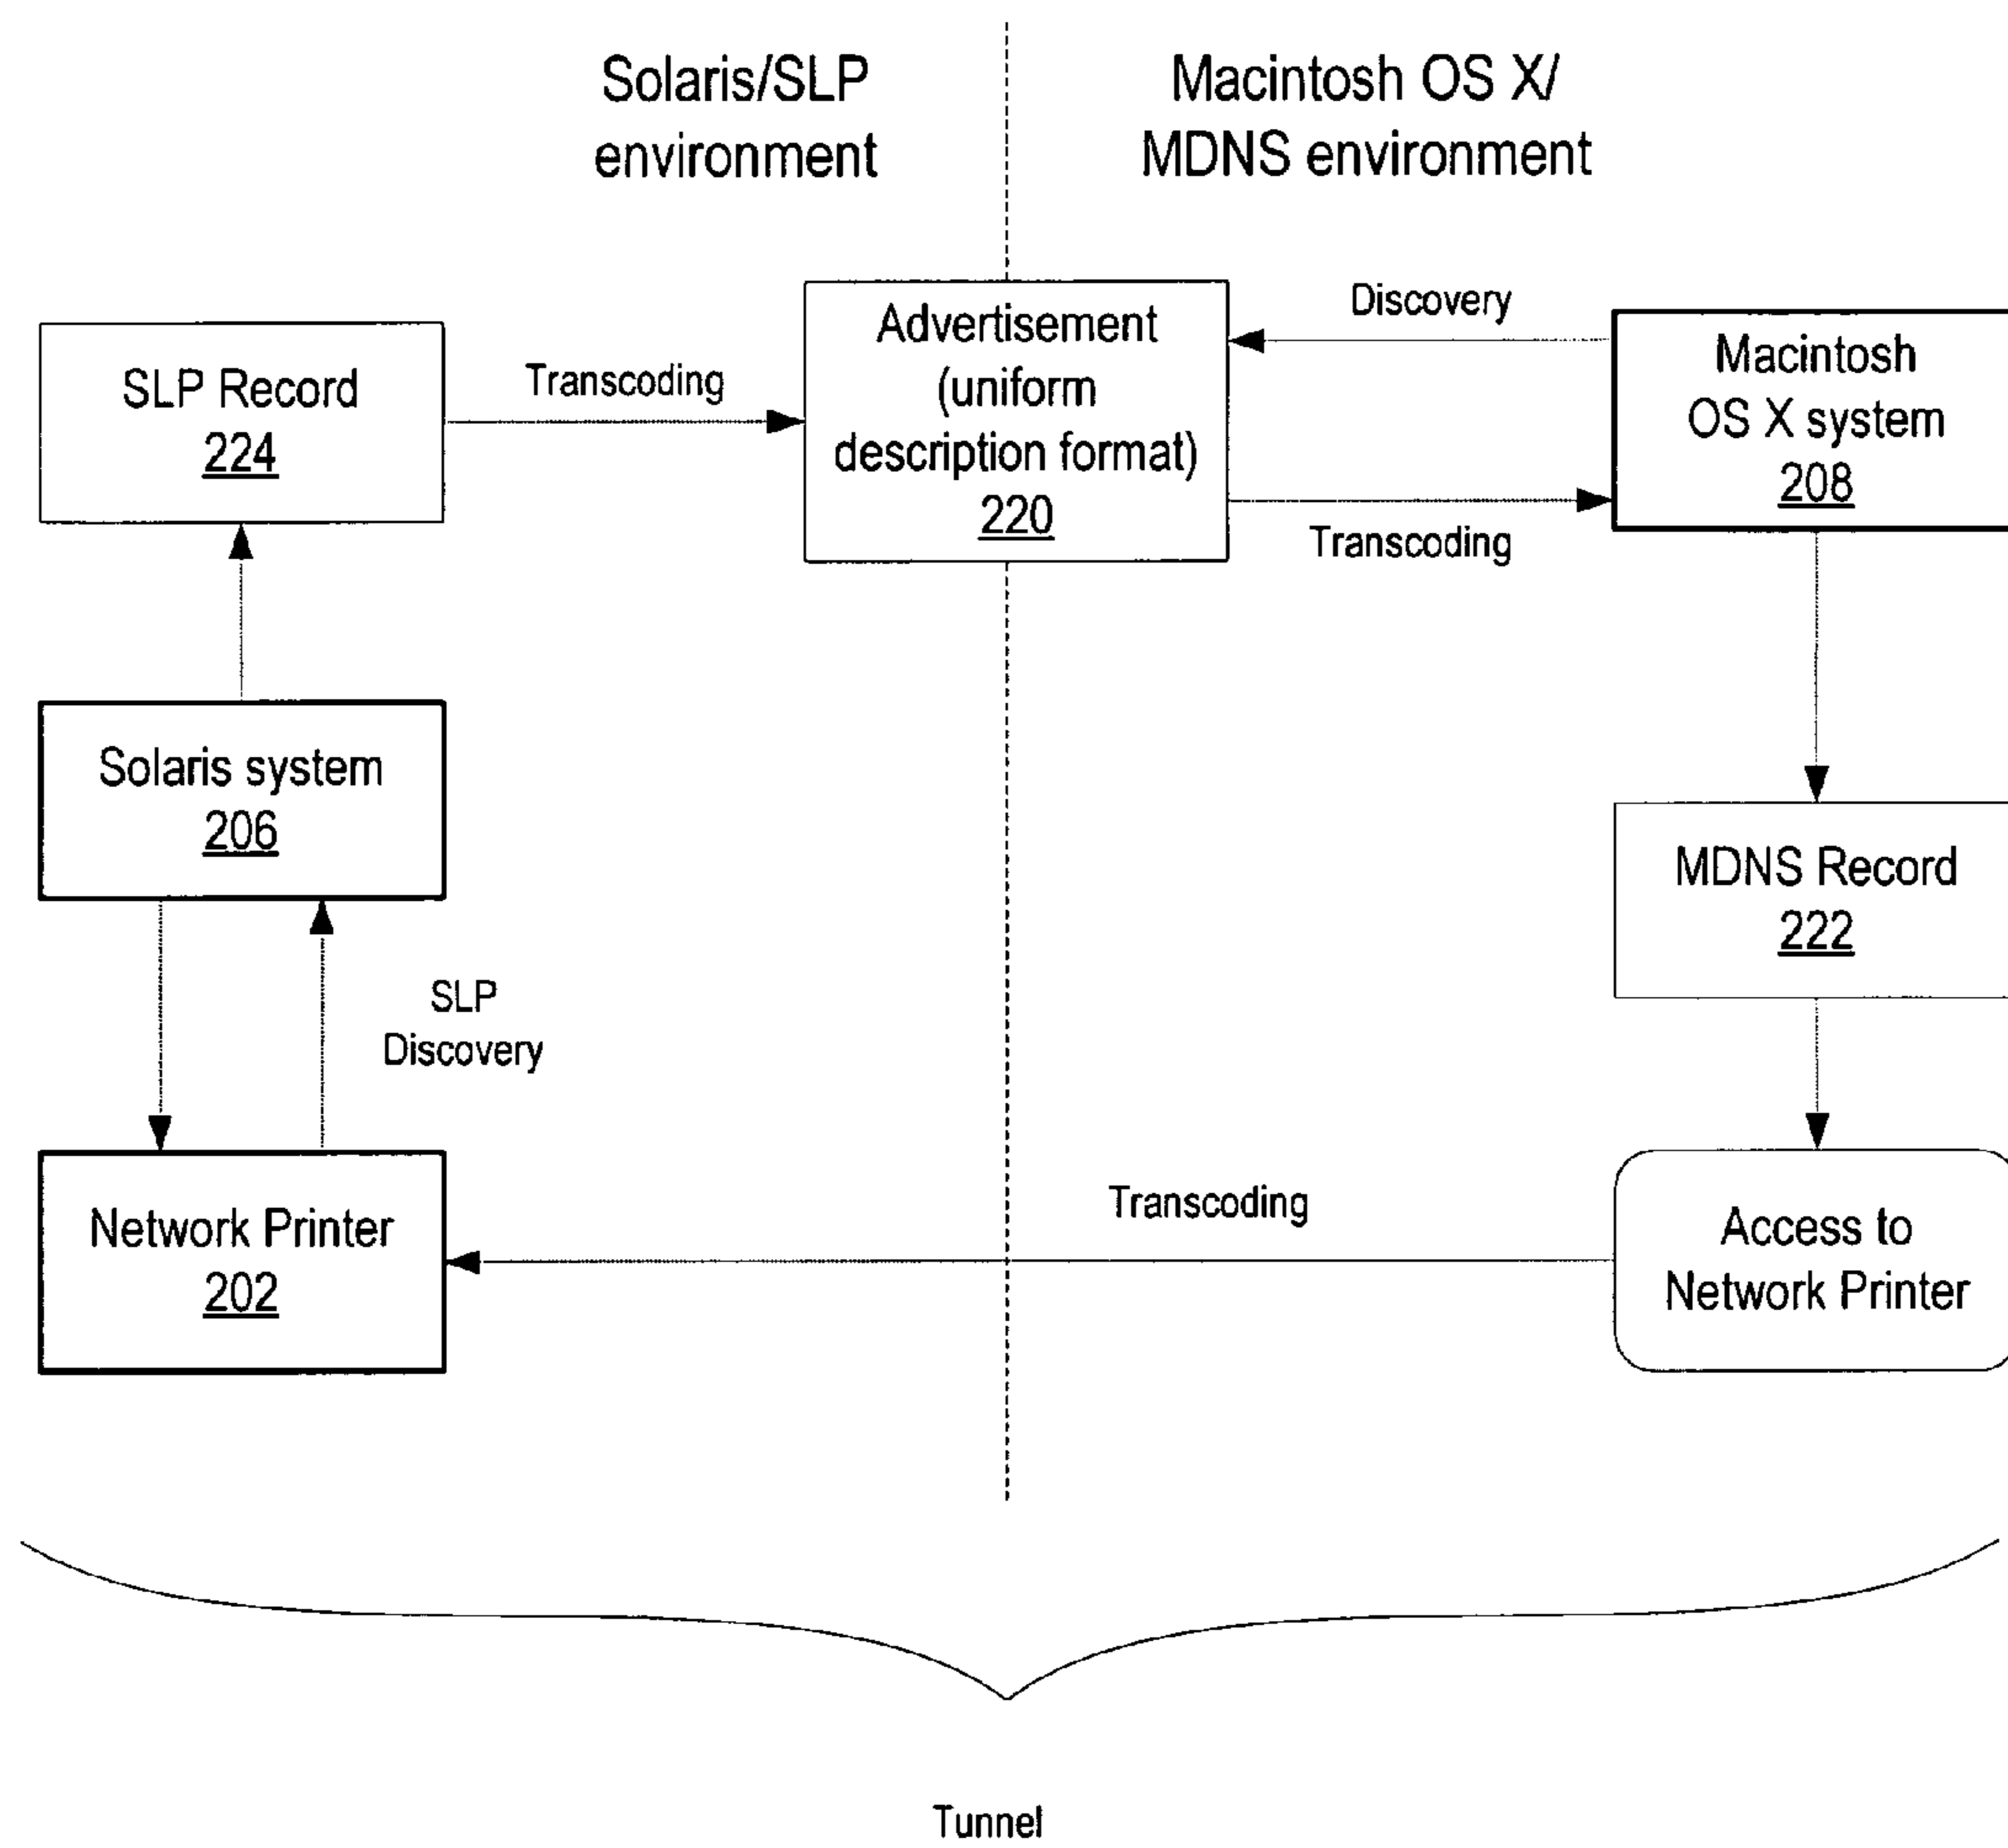 Solaris/SLP
environment
Macintosh OS X/
MDNS environment
SLP Record
224
Transcoding
Advertisement
(uniform
description format)
220
Discovery
Transcoding
Macintosh
OS X system
208
Solaris system
206
MDNS Record
222
SLP
Discovery
Network Printer
202
Transcoding
Access to
Network Printer
Tunnel